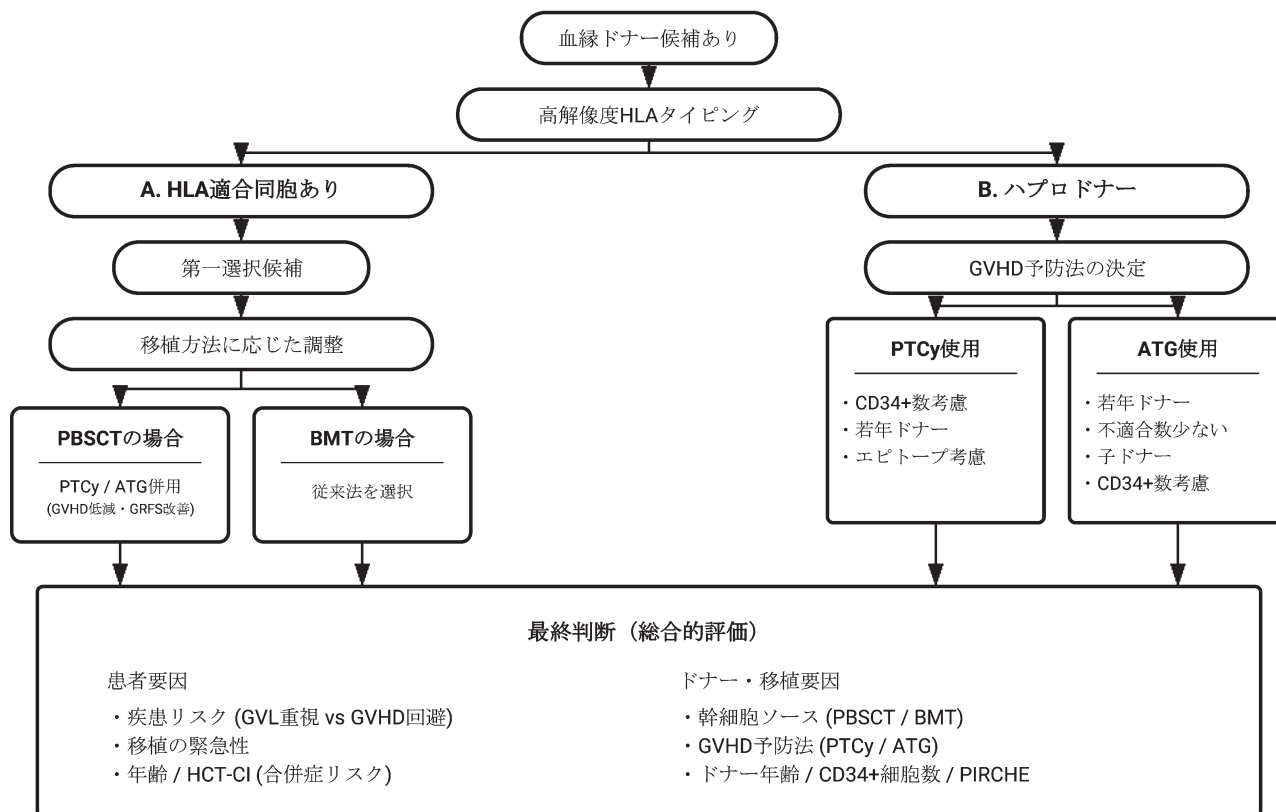 血縁ドナー候補あり
高解像度HLAタイピング
A. HLA適合同胞あり
第一選択候補
移植方法に応じた調整
PBSCTの場合
PTCy / ATG併用
(GVHD低減・GRFS改善)
BMTの場合
従来法を選択
B. ハプロドナー
GVHD予防法の決定
PTCy使用
・CD34+数考慮
・若年ドナー
・エピトープ考慮
ATG使用
・若年ドナー
・不適合数少ない
・子ドナー
・CD34+数考慮
最終判断（総合的評価）
患者要因
・疾患リスク (GVL重視 vs GVHD回避)
・移植の緊急性
・年齢 / HCT-CI (合併症リスク)
ドナー・移植要因
・幹細胞ソース (PBSCT / BMT)
・GVHD予防法 (PTCy / ATG)
・ドナー年齢 / CD34+細胞数 / PIRCHE